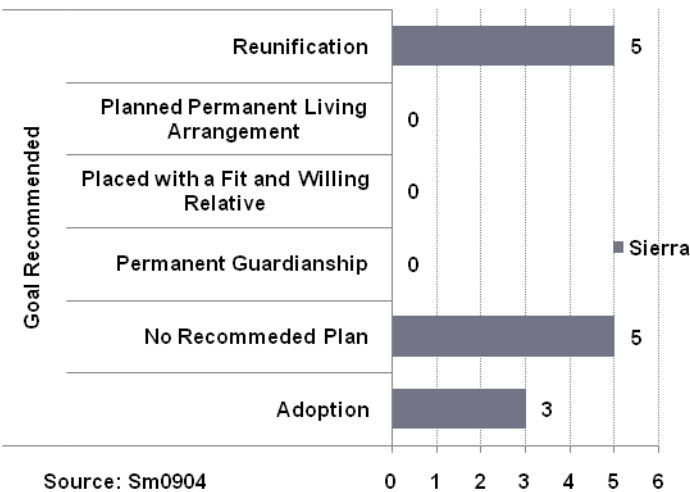 Goal Recommended
Reunification
5
Planned Permanent Living
Arrangement
0
Placed with a Fit and Willing
Relative
0
Permanent Guardianship
0
No Recommeded Plan
5
Adoption
3
Sierra
0 1 2 3 4 5 6
Source: Sm0904